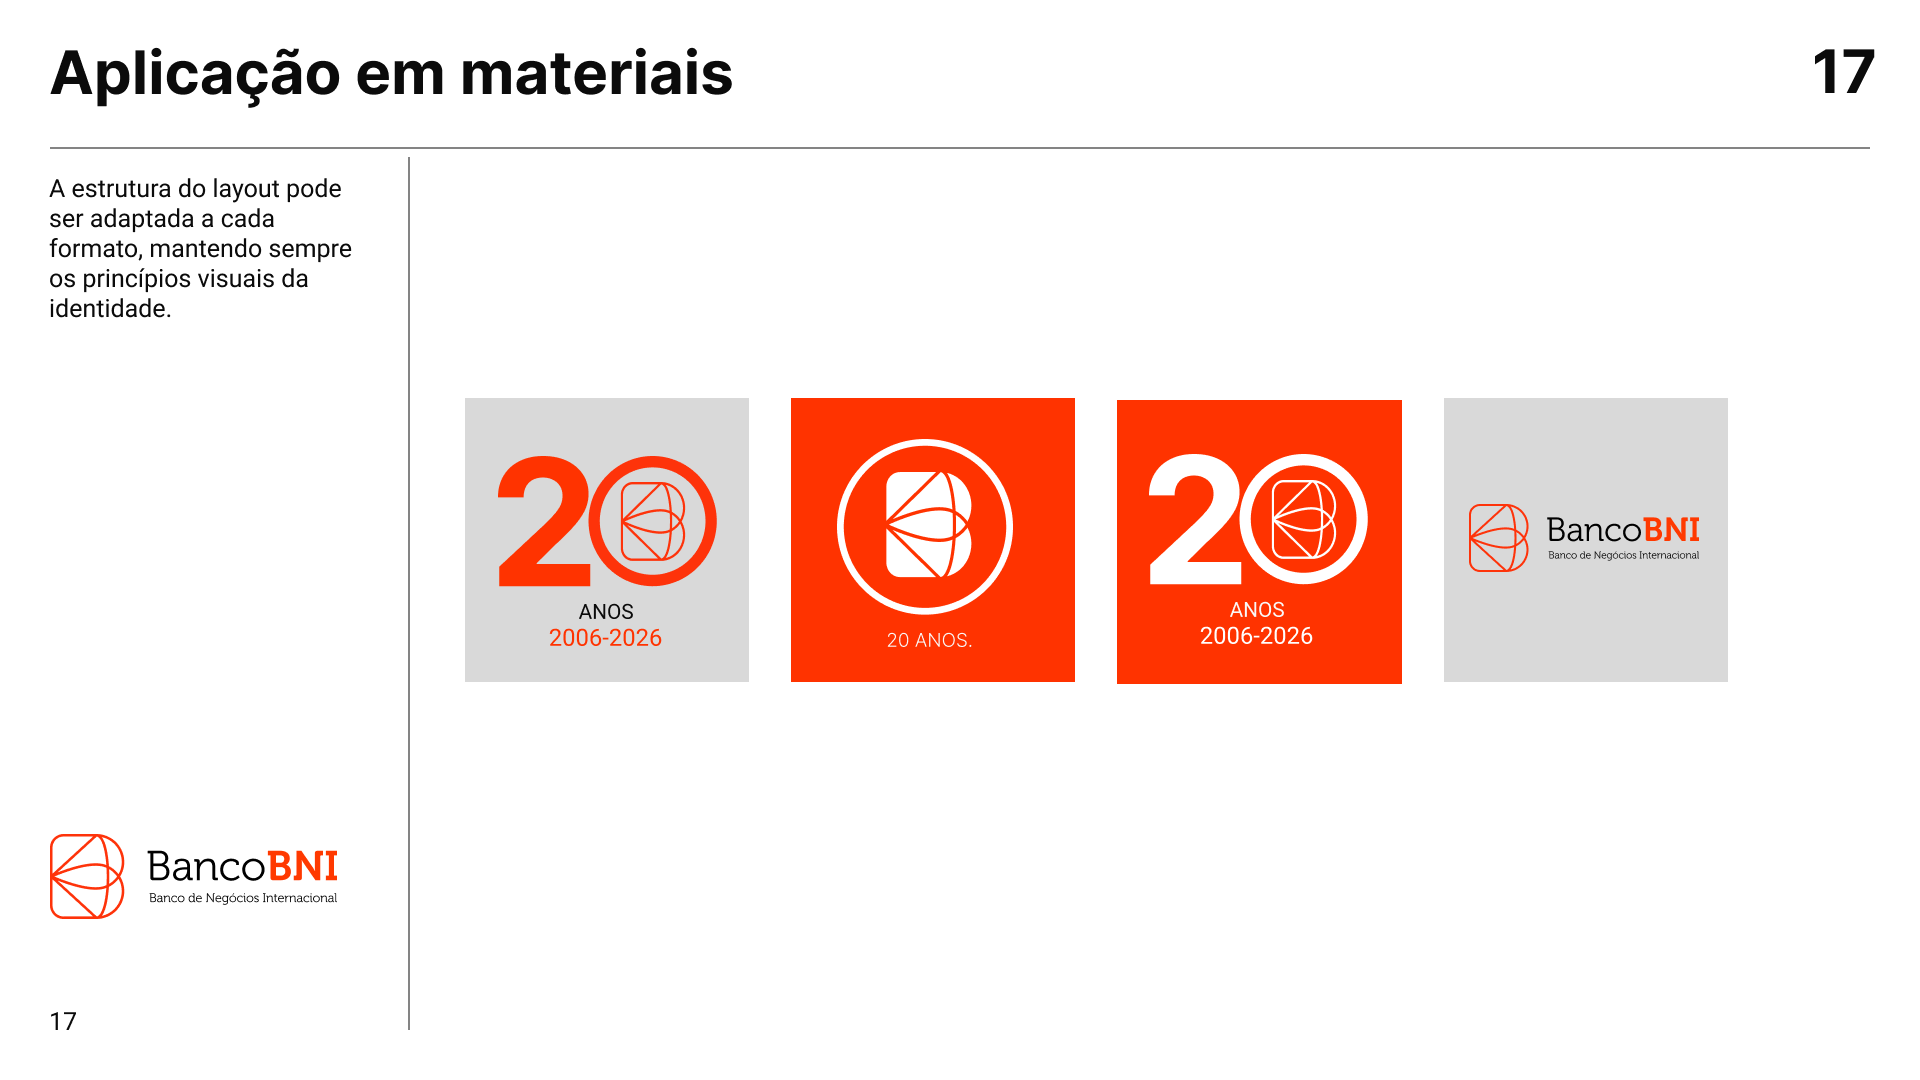 Aplicação em materiais
17
A estrutura do layout pode
ser adaptada a cada
formato, mantendo sempre
os princípios visuais da
identidade.
20
ANOS
2006-2026
20 ANOS.
20
ANOS
2006-2026
BancoBNI
Banco de Negócios Internacional
BancoBNI
Banco de Negócios Internacional
17